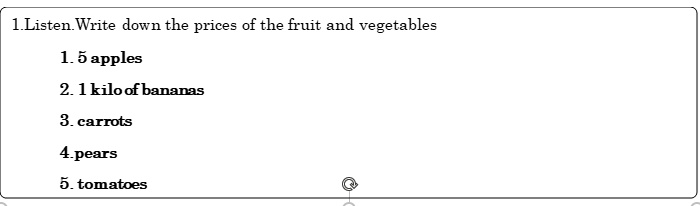 1.Listen.Write down the prices of the fruit and vegetables
1. 5 apples
2. 1 kilo of bananas
3. carrots
4.pears
5. tomatoes